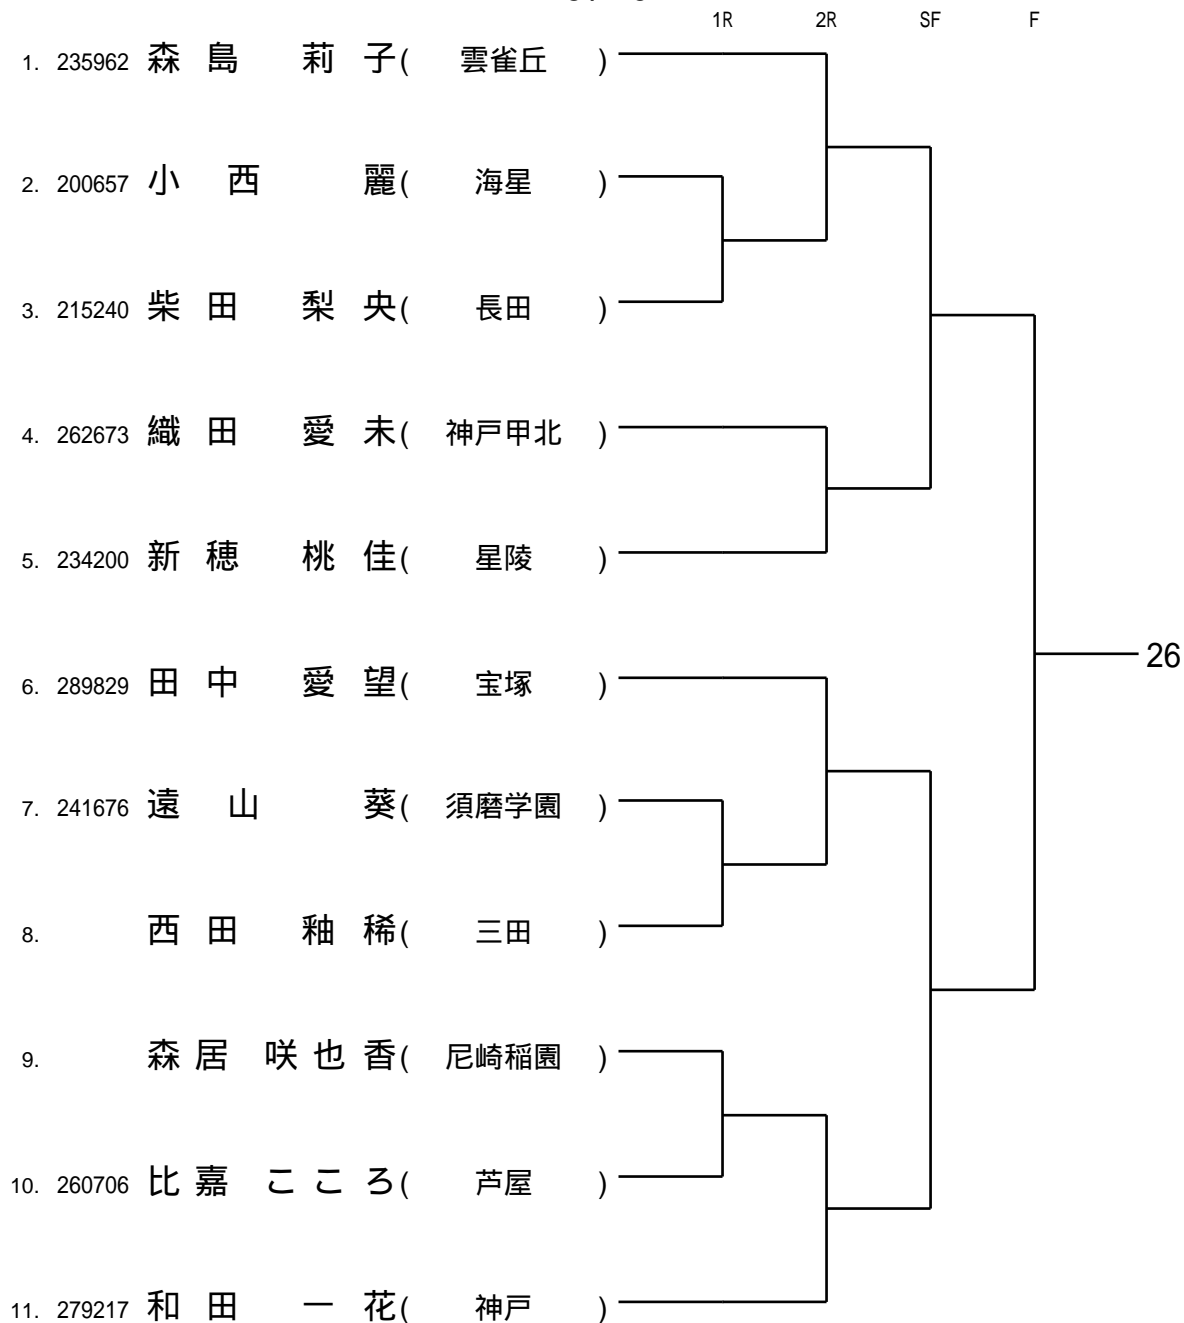 1R 2R SF F
1. 235962 森島 莉子( 雲雀丘 )
2. 200657 小西 麗( 海星 )
3. 215240 柴田 梨央( 長田 )
4. 262673 織田 愛未( 神戸甲北 )
5. 234200 新穂 桃佳( 星陵 )
26
6. 289829 田中 愛望( 宝塚 )
7. 241676 遠山 葵( 須磨学園 )
8. 西田 釉稀( 三田 )
9. 森居 咲也香( 尼崎稲園 )
10. 260706 比嘉 こころ( 芦屋 )
11. 279217 和田 一花( 神戸 )